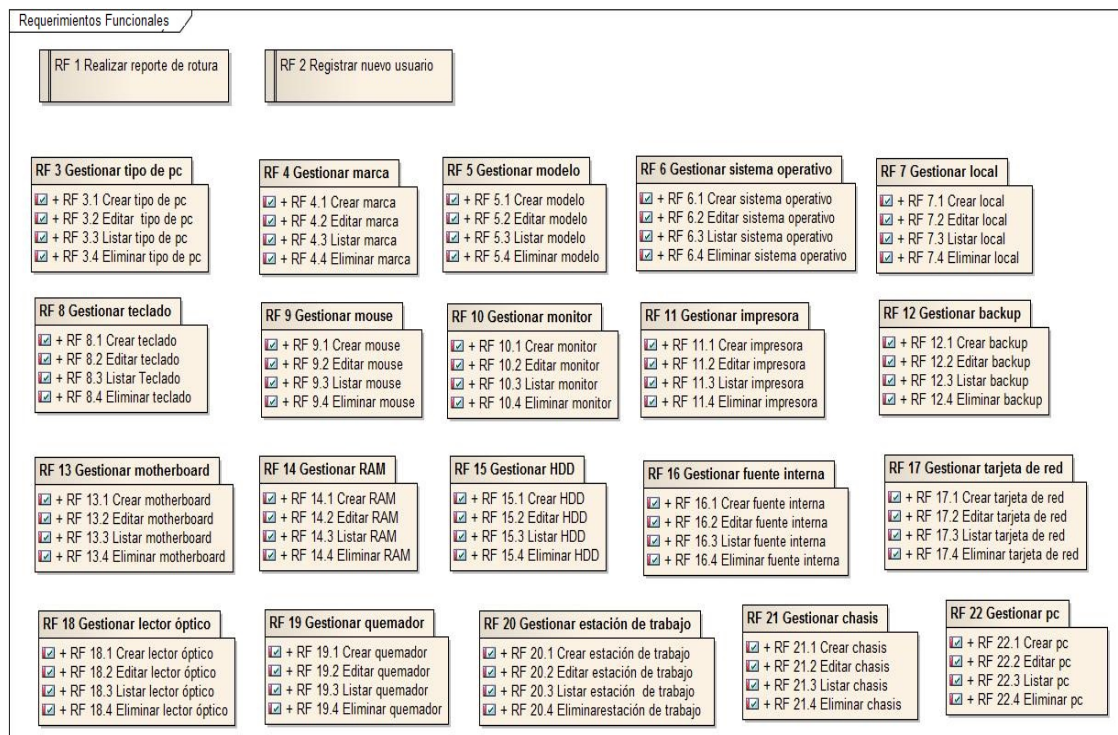 Requerimientos Funcionales
RF 1 Realizar reporte de rotura
RF 2 Registrar nuevo usuario
RF 3 Gestionar tipo de pc
+ RF 3.1 Crear tipo de pc
+ RF 3.2 Editar tipo de pc
+ RF 3.3 Listar tipo de pc
+ RF 3.4 Eliminar tipo de pc
RF 4 Gestionar marca
+ RF 4.1 Crear marca
+ RF 4.2 Editar marca
+ RF 4.3 Listar marca
+ RF 4.4 Eliminar marca
RF 5 Gestionar modelo
+ RF 5.1 Crear modelo
+ RF 5.2 Editar modelo
+ RF 5.3 Listar modelo
+ RF 5.4 Eliminar modelo
RF 6 Gestionar sistema operativo
+ RF 6.1 Crear sistema operativo
+ RF 6.2 Editar sistema operativo
+ RF 6.3 Listar sistema operativo
+ RF 6.4 Eliminar sistema operativo
RF 7 Gestionar local
+ RF 7.1 Crear local
+ RF 7.2 Editar local
+ RF 7.3 Listar local
+ RF 7.4 Eliminar local
RF 8 Gestionar teclado
+ RF 8.1 Crear teclado
+ RF 8.2 Editar teclado
+ RF 8.3 Listar Teclado
+ RF 8.4 Eliminar teclado
RF 9 Gestionar mouse
+ RF 9.1 Crear mouse
+ RF 9.2 Editar mouse
+ RF 9.3 Listar mouse
+ RF 9.4 Eliminar mouse
RF 10 Gestionar monitor
+ RF 10.1 Crear monitor
+ RF 10.2 Editar monitor
+ RF 10.3 Listar monitor
+ RF 10.4 Eliminar monitor
RF 11 Gestionar impresora
+ RF 11.1 Crear impresora
+ RF 11.2 Editar impresora
+ RF 11.3 Listar impresora
+ RF 11.4 Eliminar impresora
RF 12 Gestionar backup
+ RF 12.1 Crear backup
+ RF 12.2 Editar backup
+ RF 12.3 Listar backup
+ RF 12.4 Eliminar backup
RF 13 Gestionar motherboard
+ RF 13.1 Crear motherboard
+ RF 13.2 Editar motherboard
+ RF 13.3 Listar motherboard
+ RF 13.4 Eliminar motherboard
RF 14 Gestionar RAM
+ RF 14.1 Crear RAM
+ RF 14.2 Editar RAM
+ RF 14.3 Listar RAM
+ RF 14.4 Eliminar RAM
RF 15 Gestionar HDD
+ RF 15.1 Crear HDD
+ RF 15.2 Editar HDD
+ RF 15.3 Listar HDD
+ RF 15.4 Eliminar HDD
RF 16 Gestionar fuente interna
+ RF 16.1 Crear fuente interna
+ RF 16.2 Editar fuente interna
+ RF 16.3 Listar fuente interna
+ RF 16.4 Eliminar fuente interna
RF 17 Gestionar tarjeta de red
+ RF 17.1 Crear tarjeta de red
+ RF 17.2 Editar tarjeta de red
+ RF 17.3 Listar tarjeta de red
+ RF 17.4 Eliminar tarjeta de red
RF 18 Gestionar lector óptico
+ RF 18.1 Crear lector óptico
+ RF 18.2 Editar lector óptico
+ RF 18.3 Listar lector óptico
+ RF 18.4 Eliminar lector óptico
RF 19 Gestionar quemador
+ RF 19.1 Crear quemador
+ RF 19.2 Editar quemador
+ RF 19.3 Listar quemador
+ RF 19.4 Eliminar quemador
RF 20 Gestionar estación de trabajo
+ RF 20.1 Crear estación de trabajo
+ RF 20.2 Editar estación de trabajo
+ RF 20.3 Listar estación de trabajo
+ RF 20.4 Eliminarestación de trabajo
RF 21 Gestionar chasis
+ RF 21.1 Crear chasis
+ RF 21.2 Editar chasis
+ RF 21.3 Listar chasis
+ RF 21.4 Eliminar chasis
RF 22 Gestionar pc
+ RF 22.1 Crear pc
+ RF 22.2 Editar pc
+ RF 22.3 Listar pc
+ RF 22.4 Eliminar pc